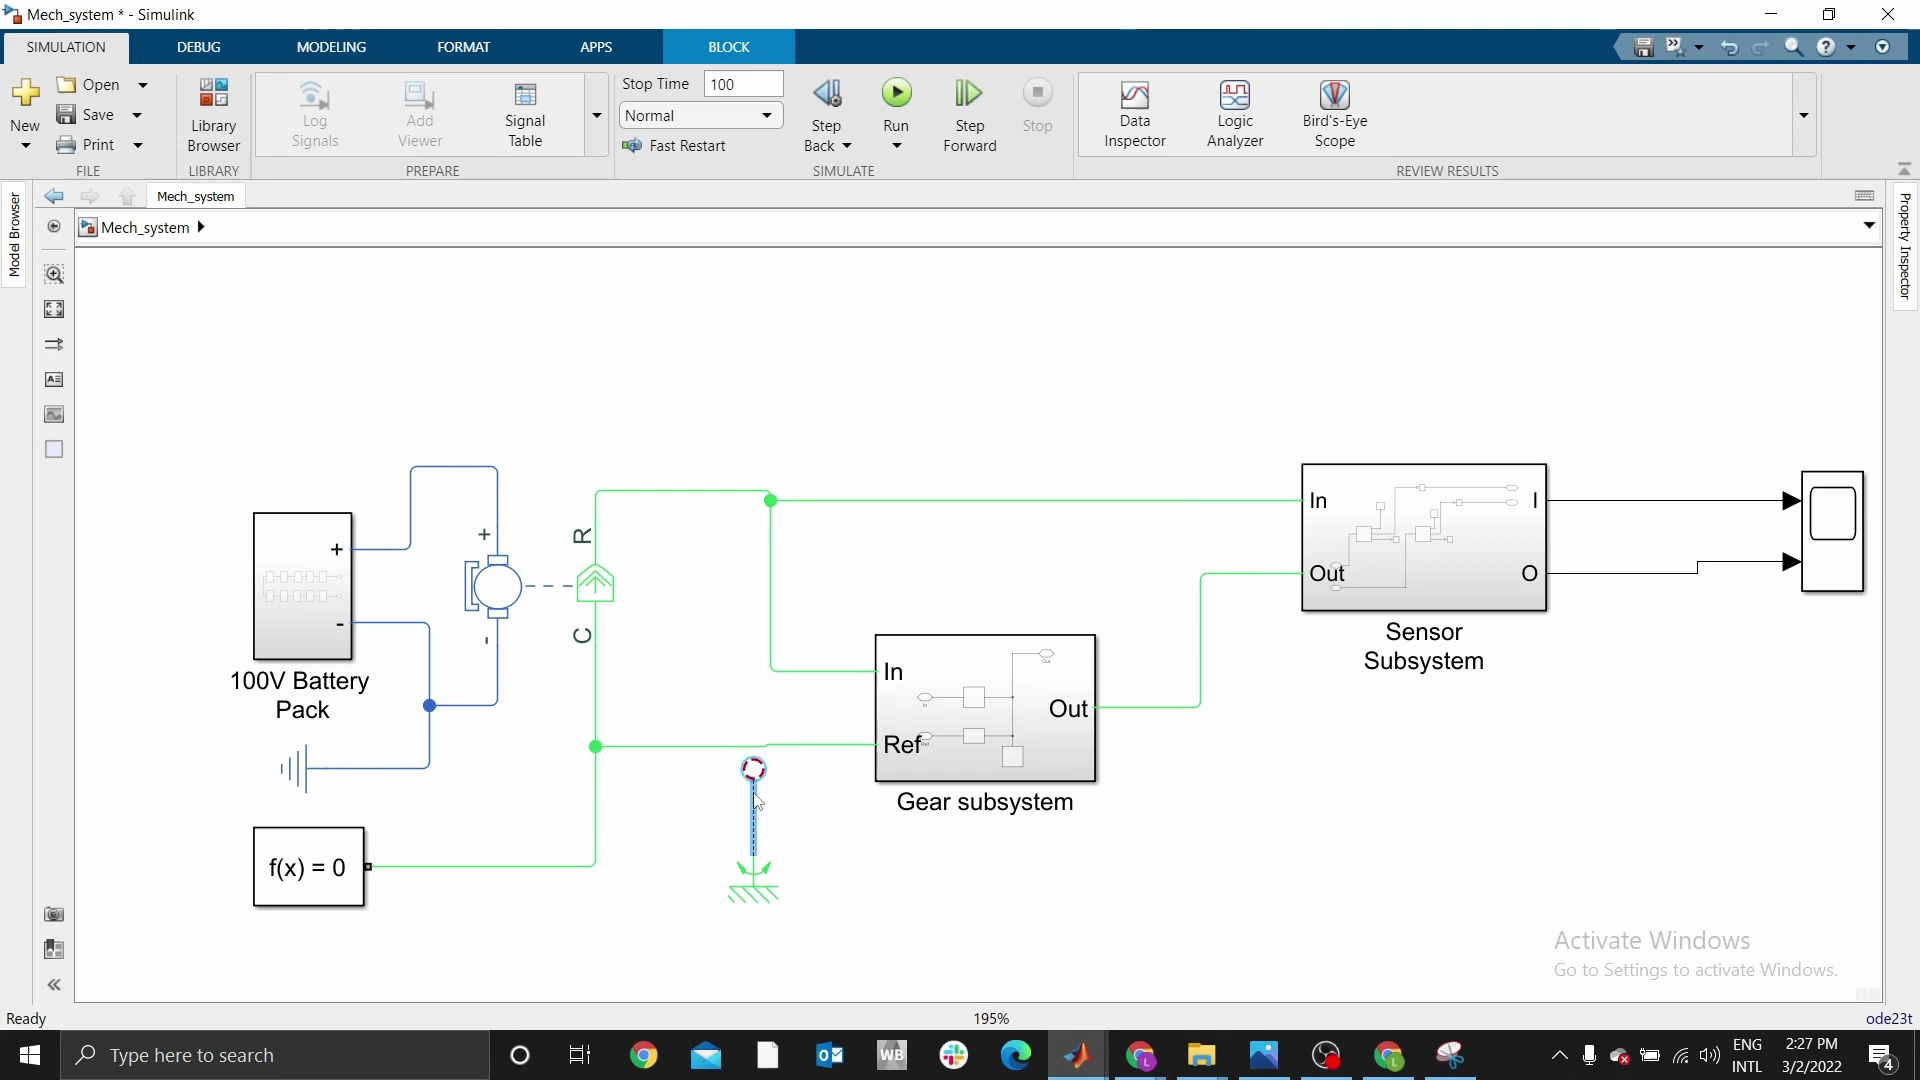 Mech_system * - Simulink
SIMULATION DEBUG MODELING FORMAT APPS BLOCK
New
Open
Save
Print
FILE
Library
Browser
LIBRARY
Log
Signals
Add
Viewer
Signal
Table
PREPARE
Stop Time 100
Normal
Fast Restart
Step
Back
Run
Step
Forward
Stop
SIMULATE
Data
Inspector
Logic
Analyzer
Bird's-Eye
Scope
REVIEW RESULTS
Model Browser
Mech_system
Mech_system
Property Inspector
+
-
100V Battery
Pack
+
-
R
C
f(x) = 0
In
Ref
Out
Gear subsystem
In
Out
I
O
Sensor
Subsystem
Activate Windows
Go to Settings to activate Windows.
Ready 195% ode23t
Type here to search
ENG
INTL
2:27 PM
3/2/2022
4